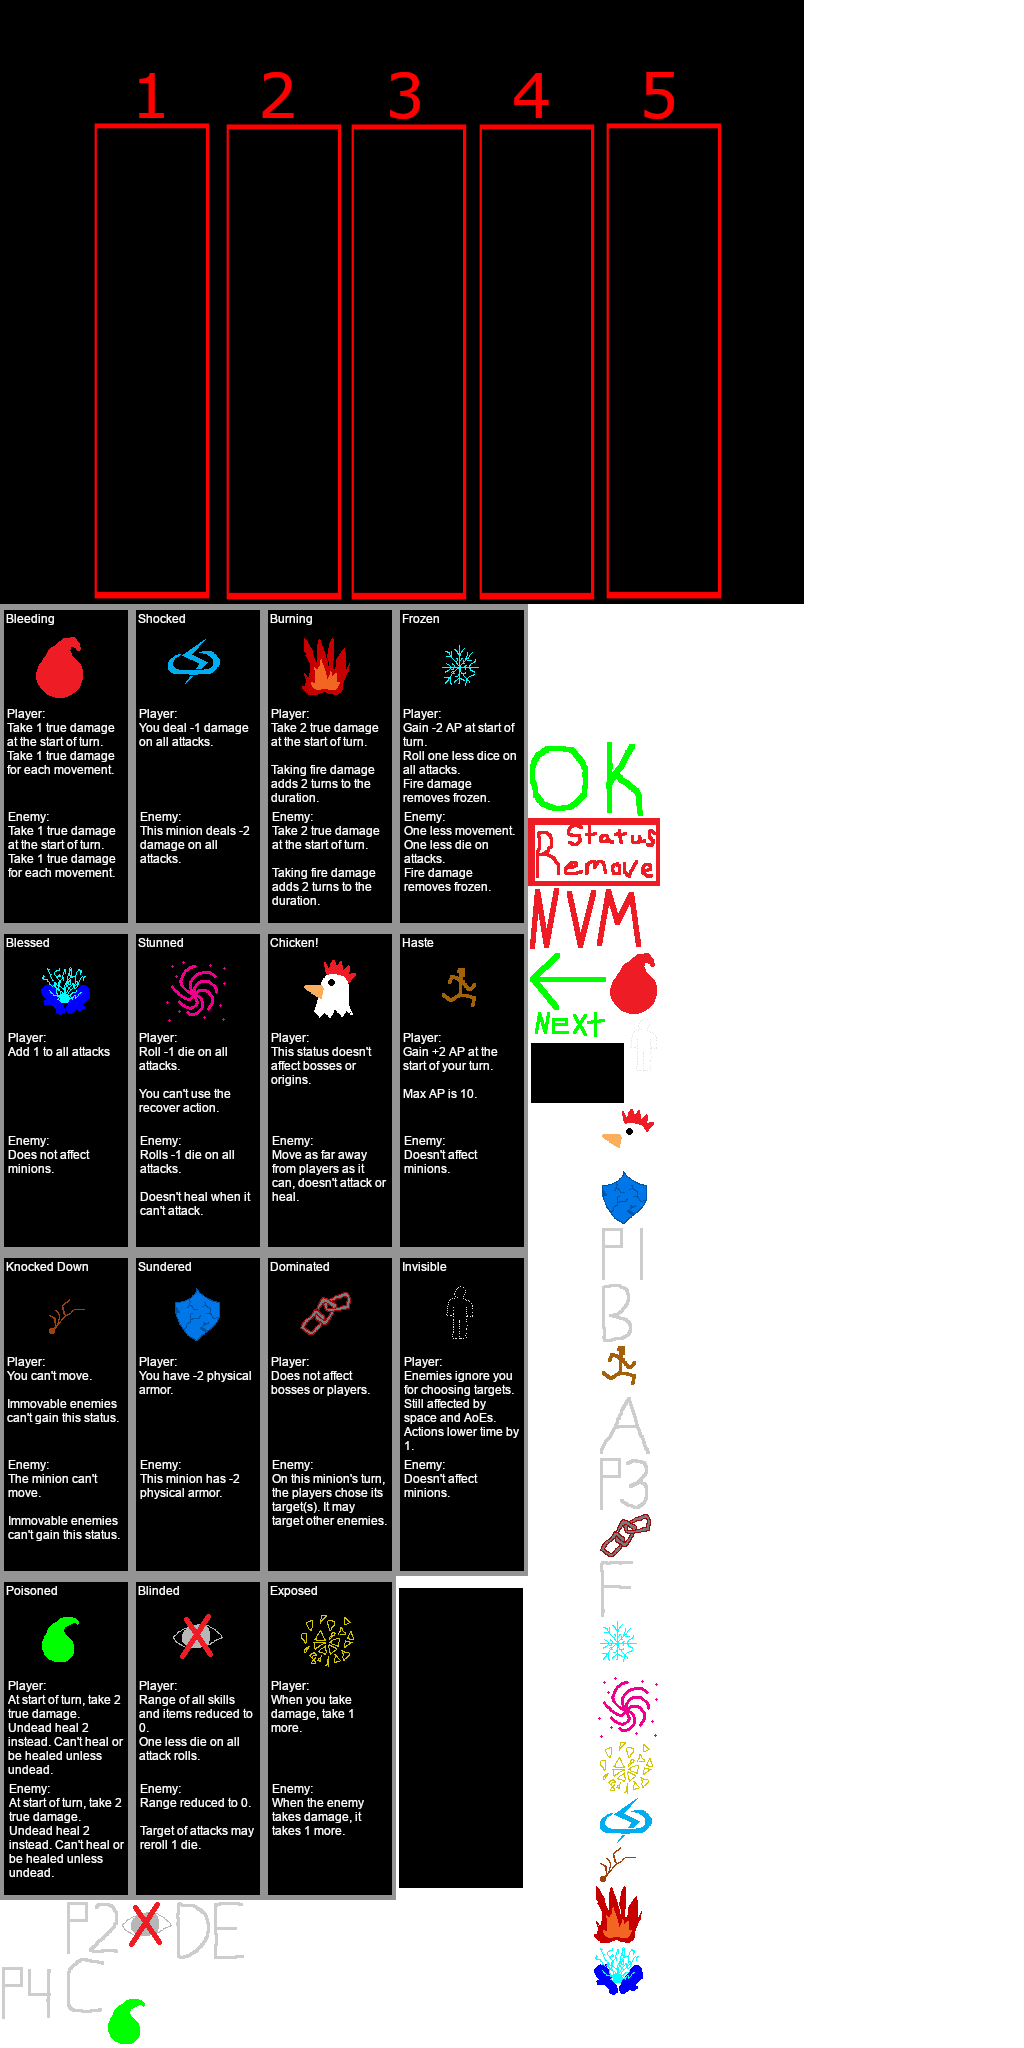 1 2 3 4 5
Bleeding
Player:
Take 1 true damage
at the start of turn.
Take 1 true damage
for each movement.
Enemy:
Take 1 true damage
at the start of turn.
Take 1 true damage
for each movement.
Shocked
Player:
You deal -1 damage
on all attacks.
Enemy:
This minion deals -2
damage on all
attacks.
Burning
Player:
Take 2 true damage
at the start of turn.
Taking fire damage
adds 2 turns to the
duration.
Enemy:
Take 2 true damage
at the start of turn.
Taking fire damage
adds 2 turns to the
duration.
Frozen
Player:
Gain -2 AP at start of
turn.
Roll one less dice on
all attacks.
Fire damage
removes frozen.
Enemy:
One less movement.
One less die on
attacks.
Fire damage
removes frozen.
OK
Status
Remove
NVM
Next
Blessed
Player:
Add 1 to all attacks
Enemy:
Does not affect
minions.
Stunned
Player:
Roll -1 die on all
attacks.
You can't use the
recover action.
Enemy:
Rolls -1 die on all
attacks.
Doesn't heal when it
can't attack.
Chicken!
Player:
This status doesn't
affect bosses or
origins.
Enemy:
Move as far away
from players as it
can, doesn't attack or
heal.
Haste
Player:
Gain +2 AP at the
start of your turn.
Max AP is 10.
Enemy:
Doesn't affect
minions.
Knocked Down
Player:
You can't move.
Immovable enemies
can't gain this status.
Enemy:
The minion can't
move.
Immovable enemies
can't gain this status.
Sundered
Player:
You have -2 physical
armor.
Enemy:
This minion has -2
physical armor.
Dominated
Player:
Does not affect
bosses or players.
Enemy:
On this minion's turn,
the players chose its
target(s). It may
target other enemies.
Invisible
Player:
Enemies ignore you
for choosing targets.
Still affected by
space and AoEs.
Actions lower time by
1.
Enemy:
Doesn't affect
minions.
P1
B
A
P3
F
Poisoned
Player:
At start of turn, take 2
true damage.
Undead heal 2
instead. Can't heal or
be healed unless
undead.
Enemy:
At start of turn, take 2
true damage.
Undead heal 2
instead. Can't heal or
be healed unless
undead.
Blinded
Player:
Range of all skills
and items reduced to
0.
One less die on all
attack rolls.
Enemy:
Range reduced to 0.
Target of attacks may
reroll 1 die.
Exposed
Player:
When you take
damage, take 1
more.
Enemy:
When the enemy
takes damage, it
takes 1 more.
P2 DE
P4 C